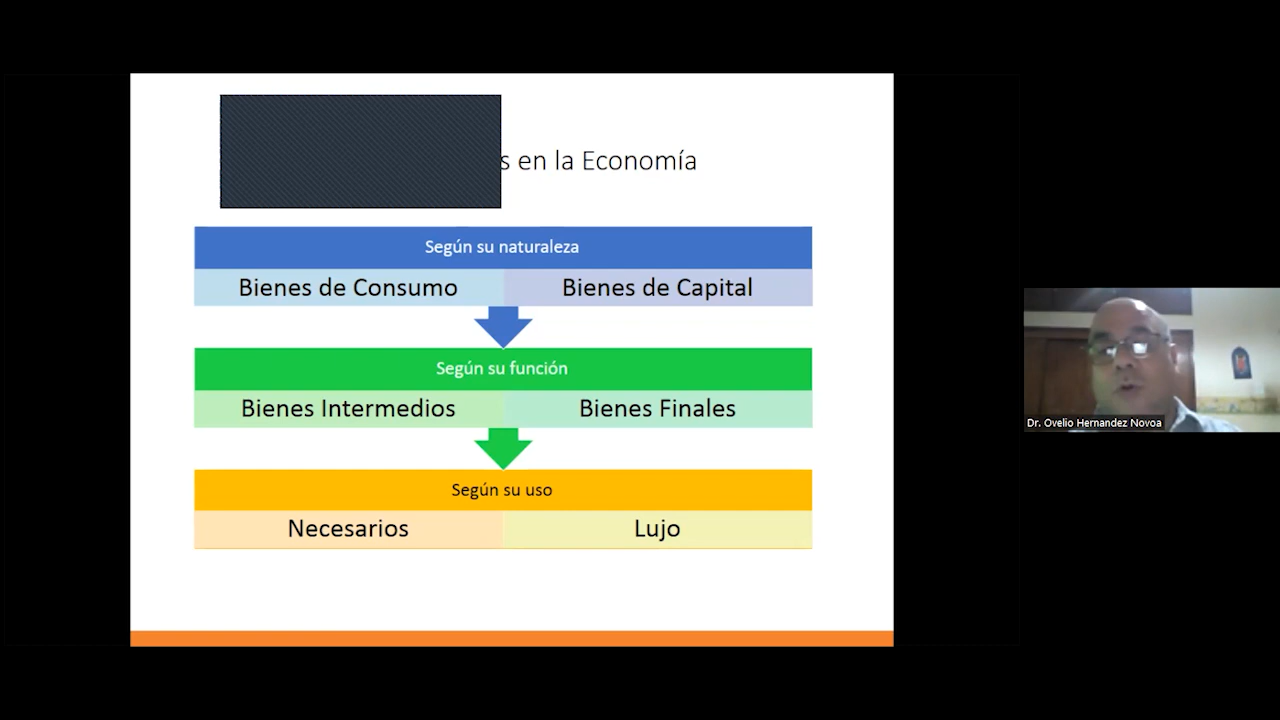 en la Economía
Según su naturaleza
Bienes de Consumo
Bienes de Capital
Según su función
Bienes Intermedios
Bienes Finales
Según su uso
Necesarios
Lujo
Dr. Ovelio Hernandez Novoa